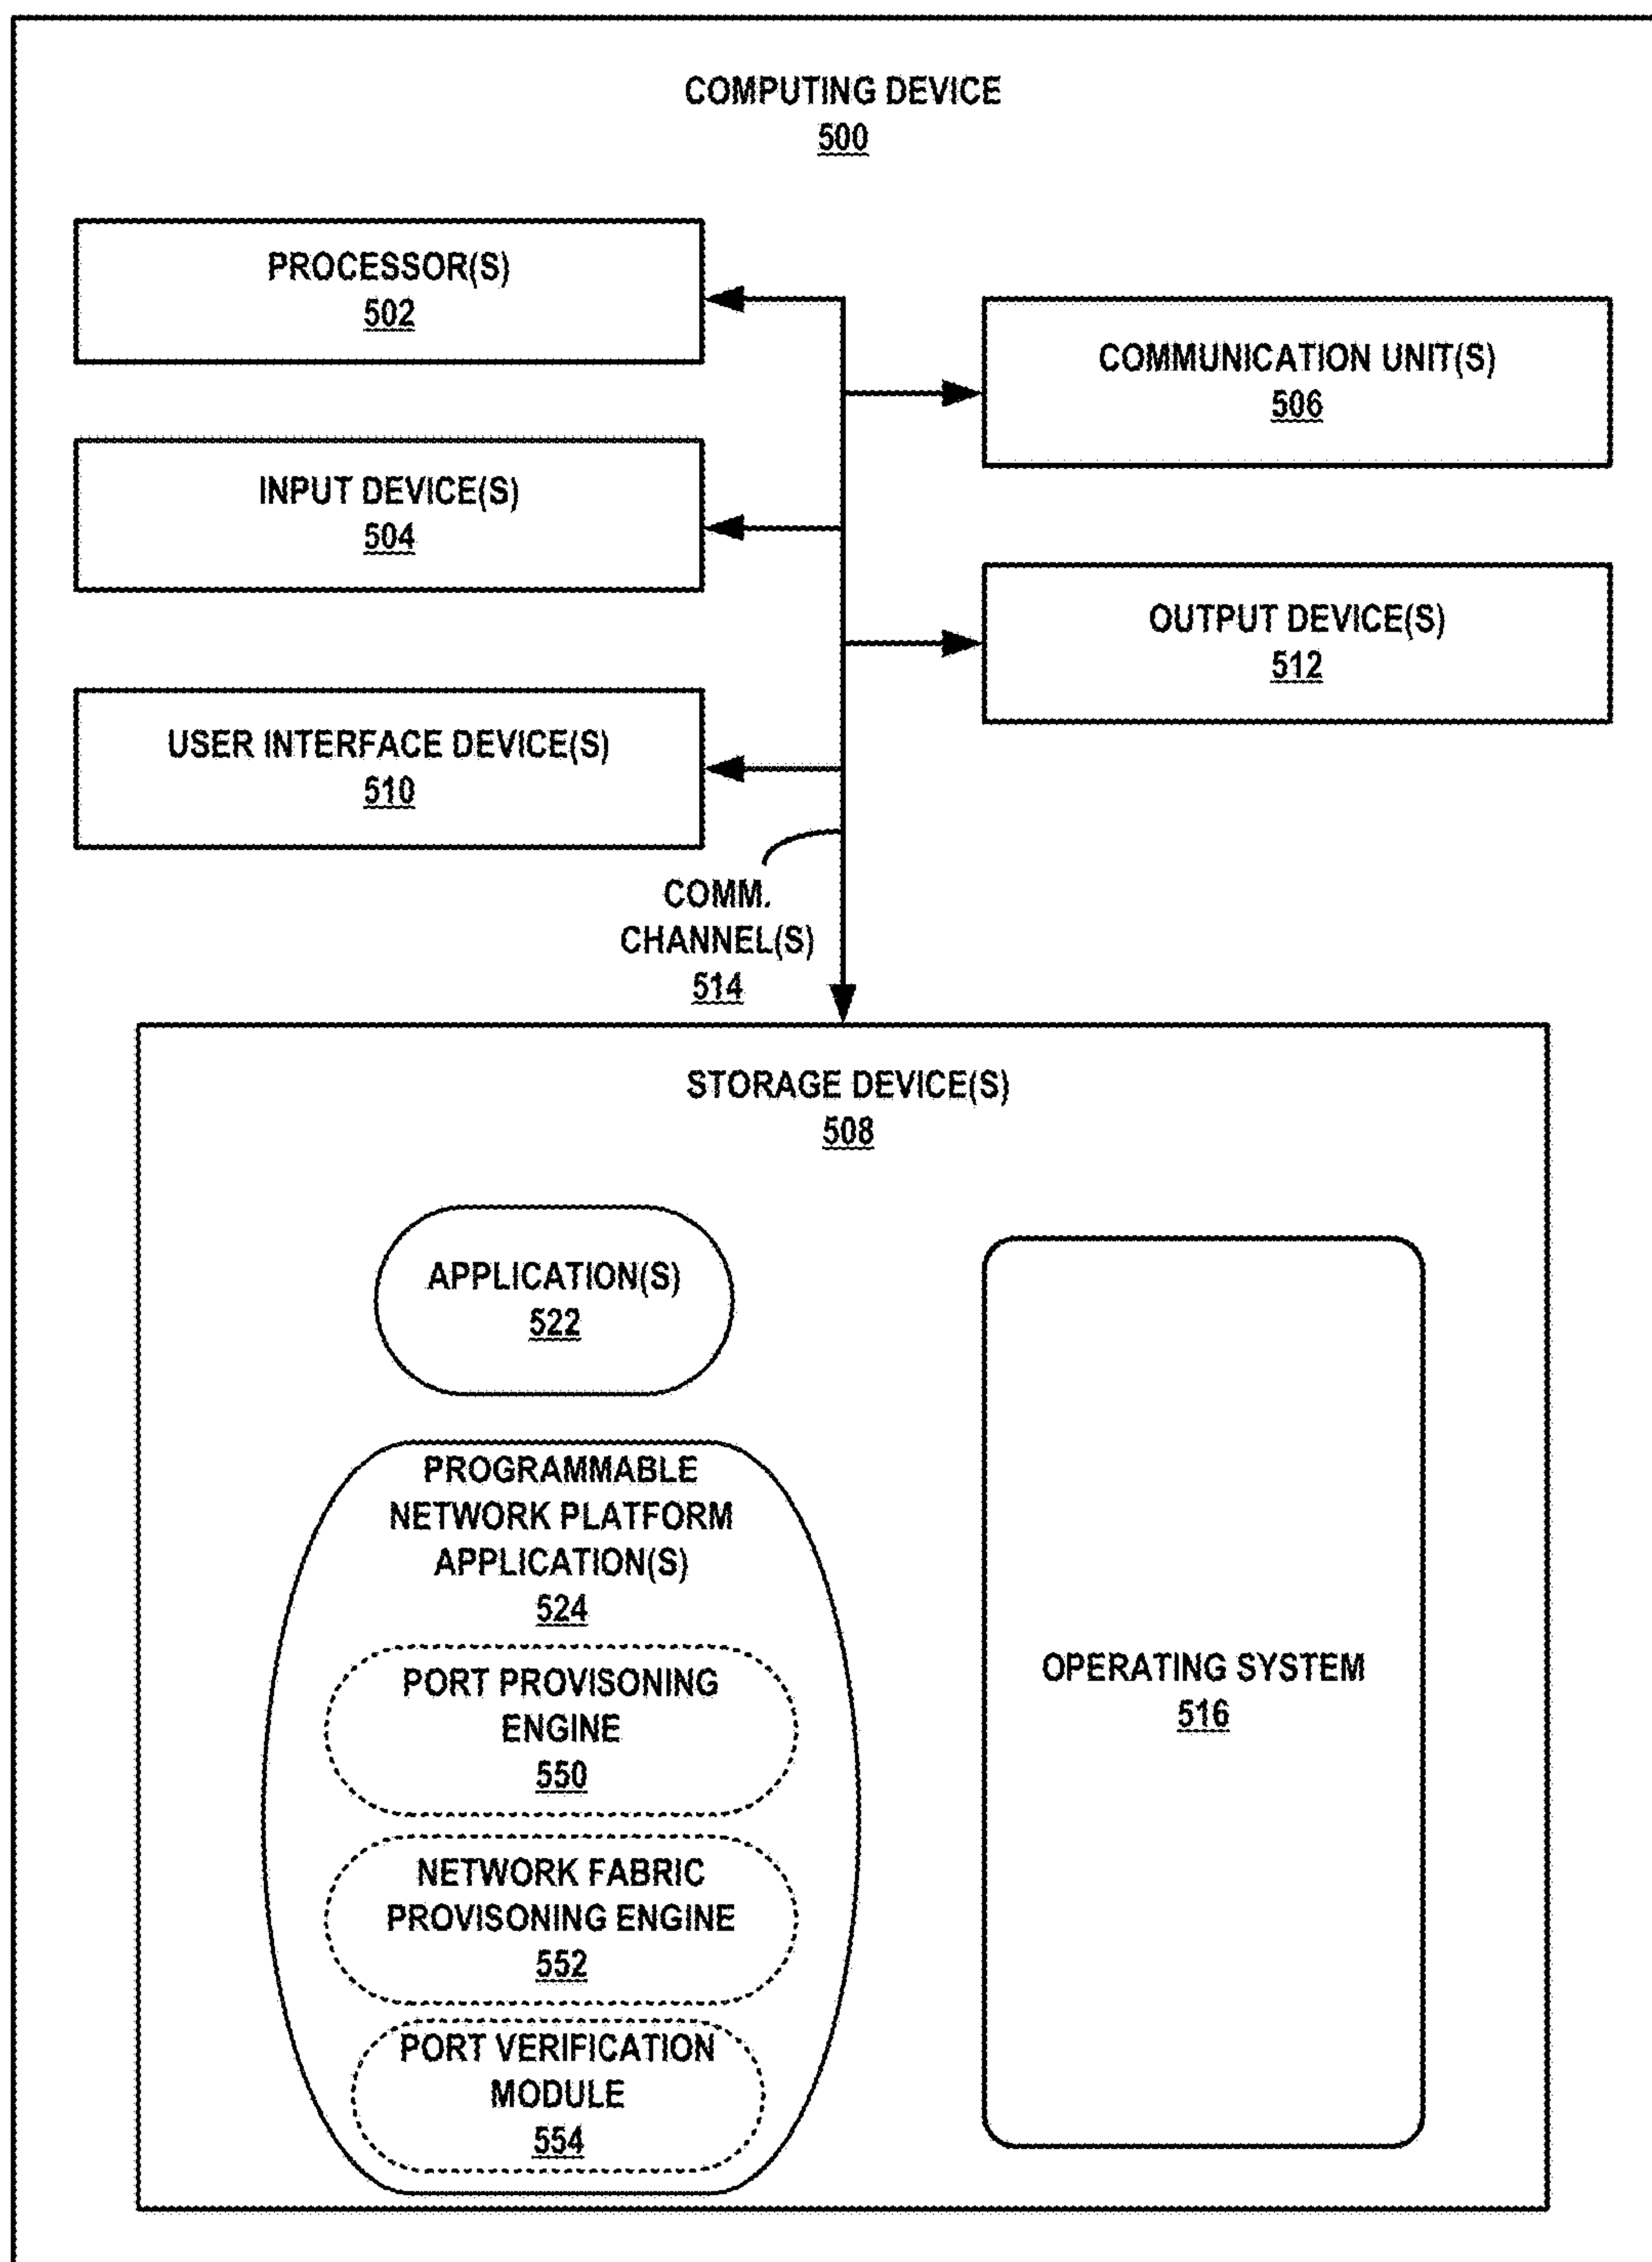 COMPUTING DEVICE
500
PROCESSOR(S)
502
COMMUNICATION UNIT(S)
506
INPUT DEVICE(S)
504
OUTPUT DEVICE(S)
512
USER INTERFACE DEVICE(S)
510
COMM.
CHANNEL(S)
514
STORAGE DEVICE(S)
508
APPLICATION(S)
522
PROGRAMMABLE
NETWORK PLATFORM
APPLICATION(S)
524
PORT PROVISONING
ENGINE
550
NETWORK FABRIC
PROVISONING ENGINE
552
PORT VERIFICATION
MODULE
554
OPERATING SYSTEM
516